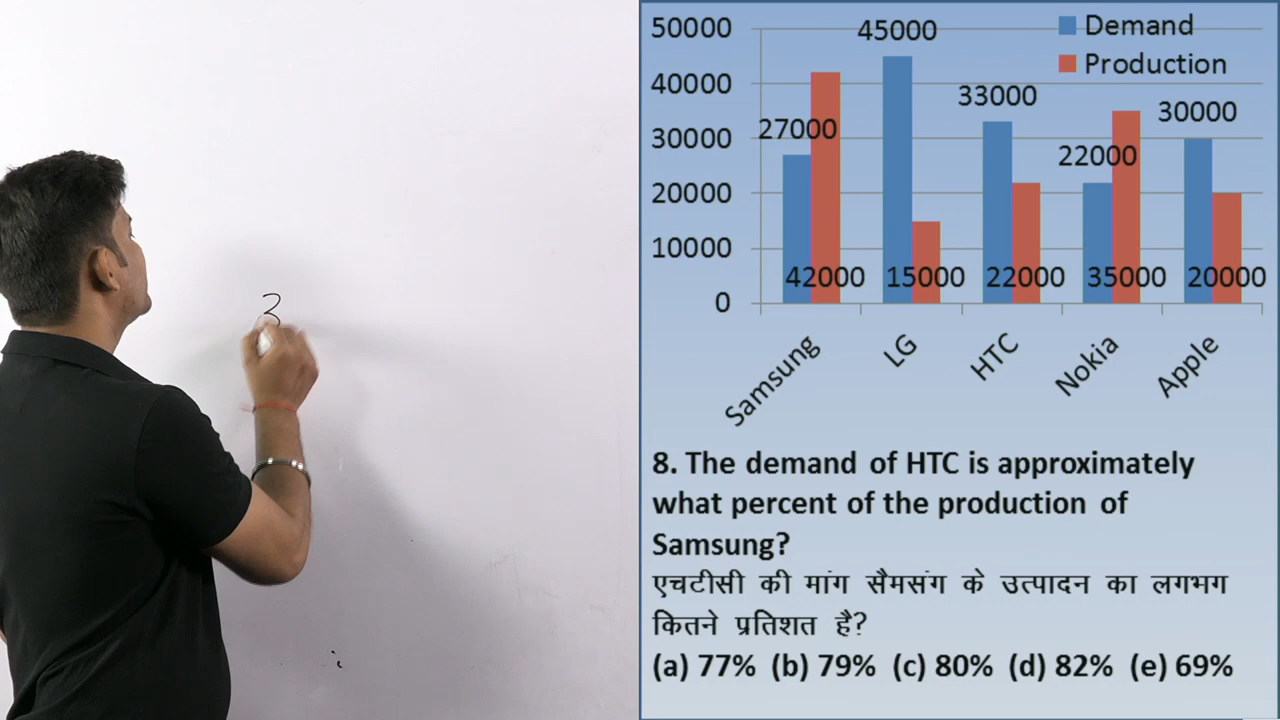 3
50000
40000
30000
20000
10000
0
Demand
Production
27000
45000
33000
22000
30000
42000
15000
22000
35000
20000
Samsung
LG
HTC
Nokia
Apple
8. The demand of HTC is approximately
what percent of the production of
Samsung?
एचटीसी की मांग सैमसंग के उत्पादन का लगभग
कितने प्रतिशत है?
(a) 77% (b) 79% (c) 80% (d) 82% (e) 69%